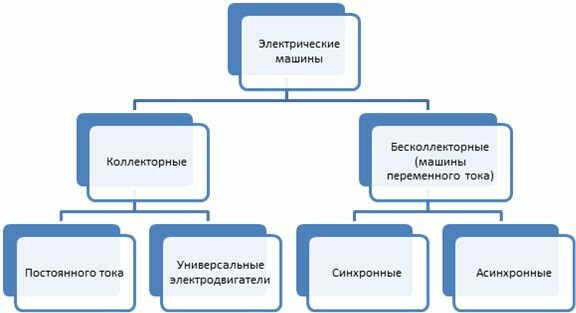 Электрические
машины
Коллекторные
Бесколлекторные
(машины
переменного тока)
Постоянного тока
Универсальные
электродвигатели
Синхронные
Асинхронные